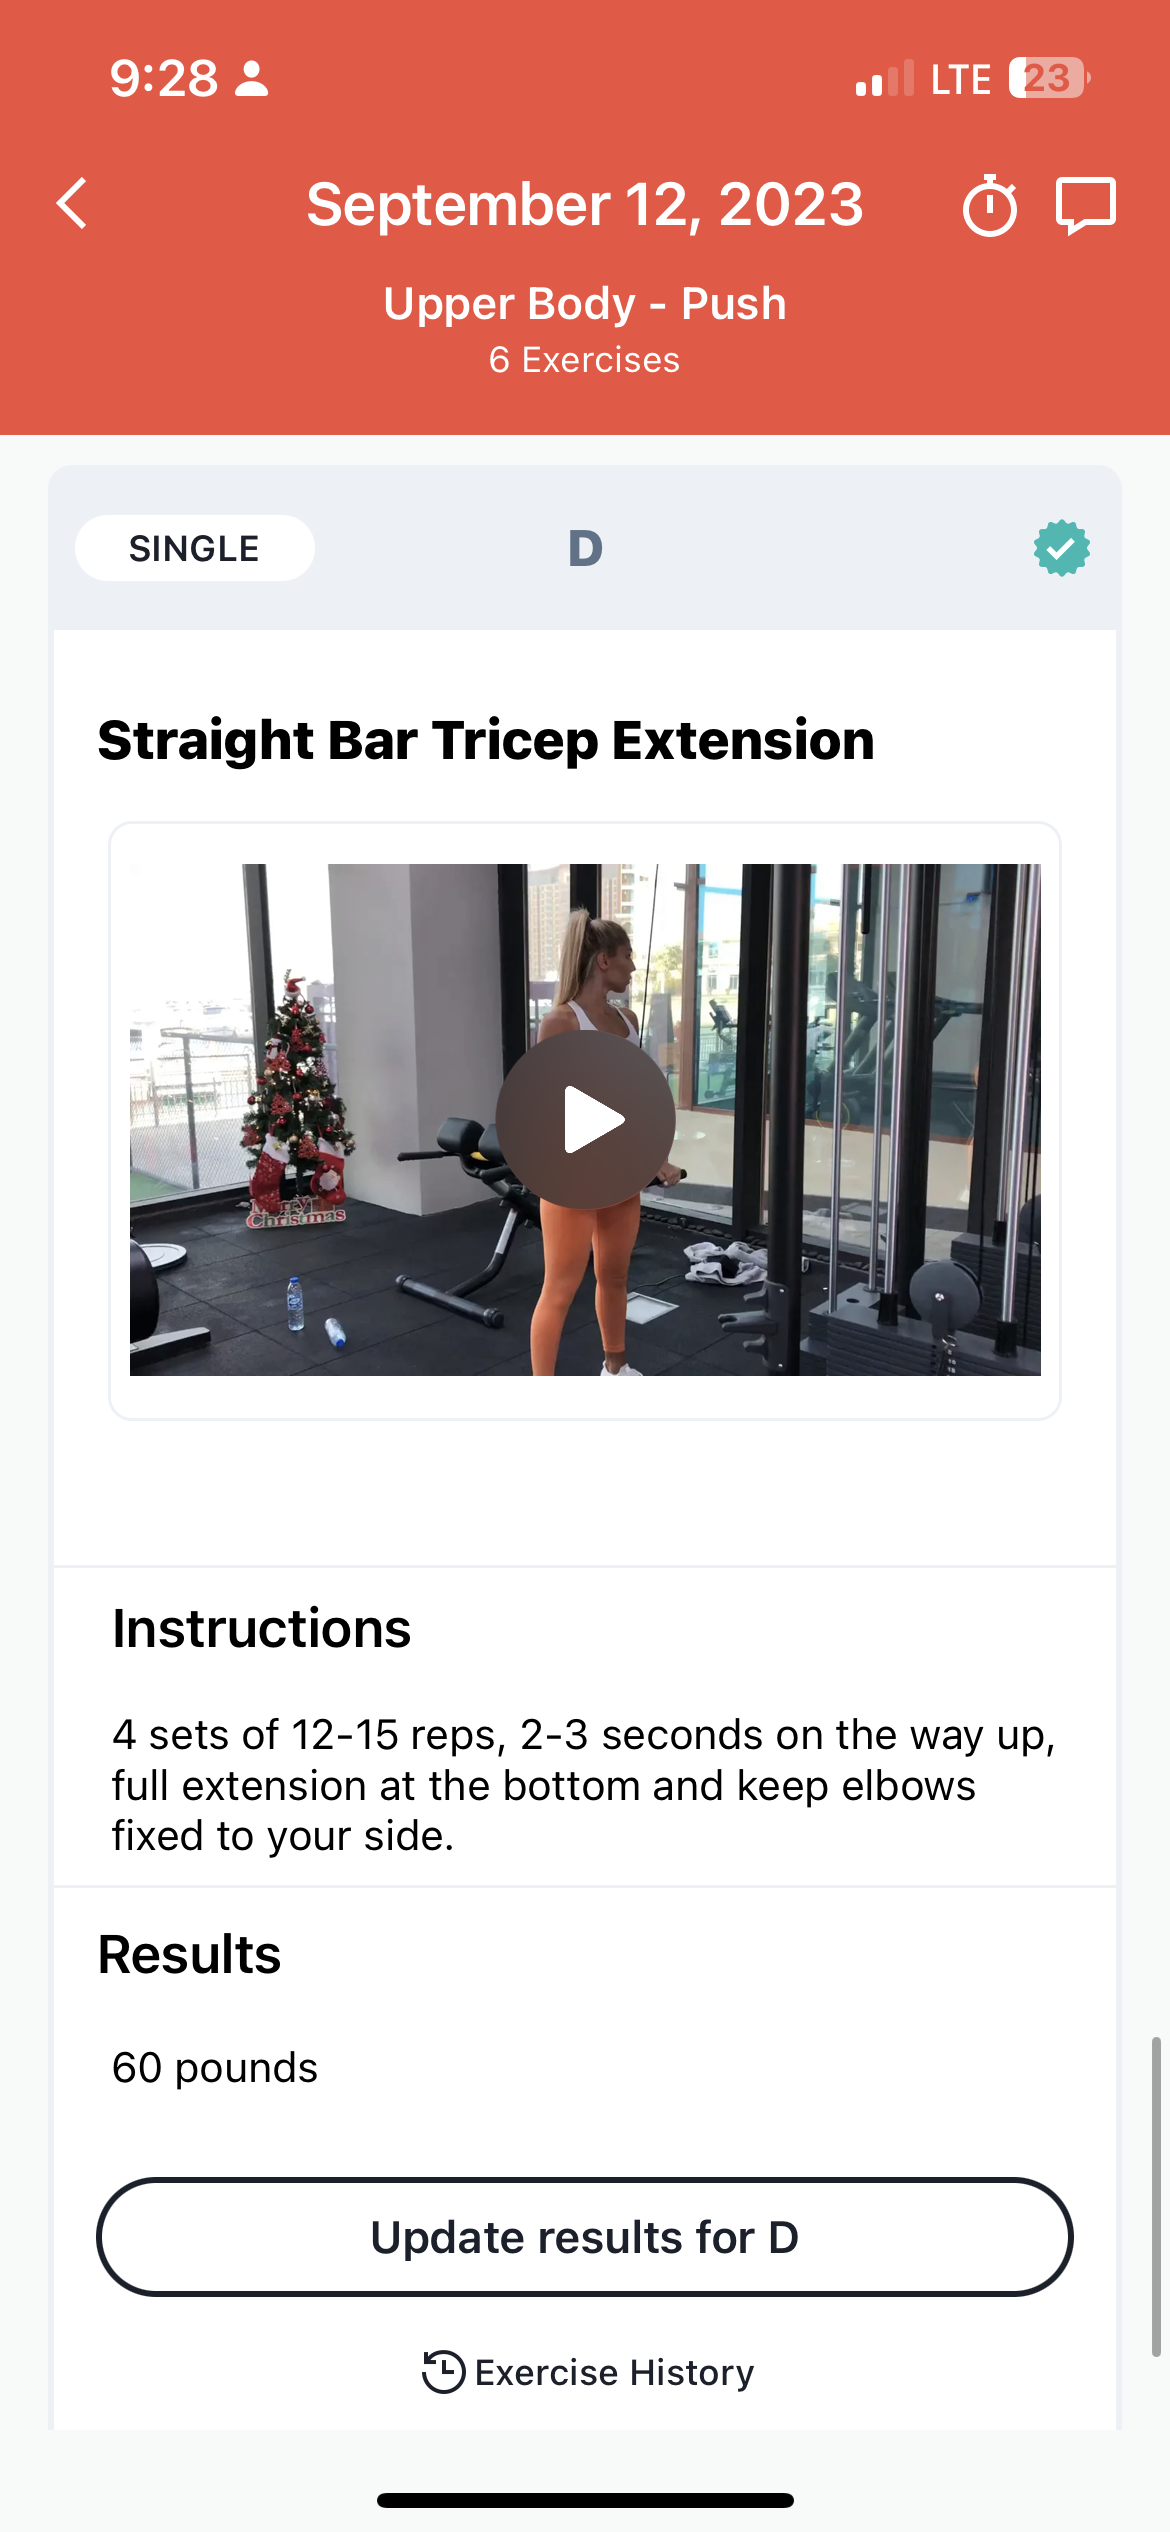 9:28
LTE 23
September 12, 2023
Upper Body - Push
6 Exercises
SINGLE
D
Straight Bar Tricep Extension
Merry
Christmas
Instructions
4 sets of 12-15 reps, 2-3 seconds on the way up,
full extension at the bottom and keep elbows
fixed to your side.
Results
60 pounds
Update results for D
Exercise History